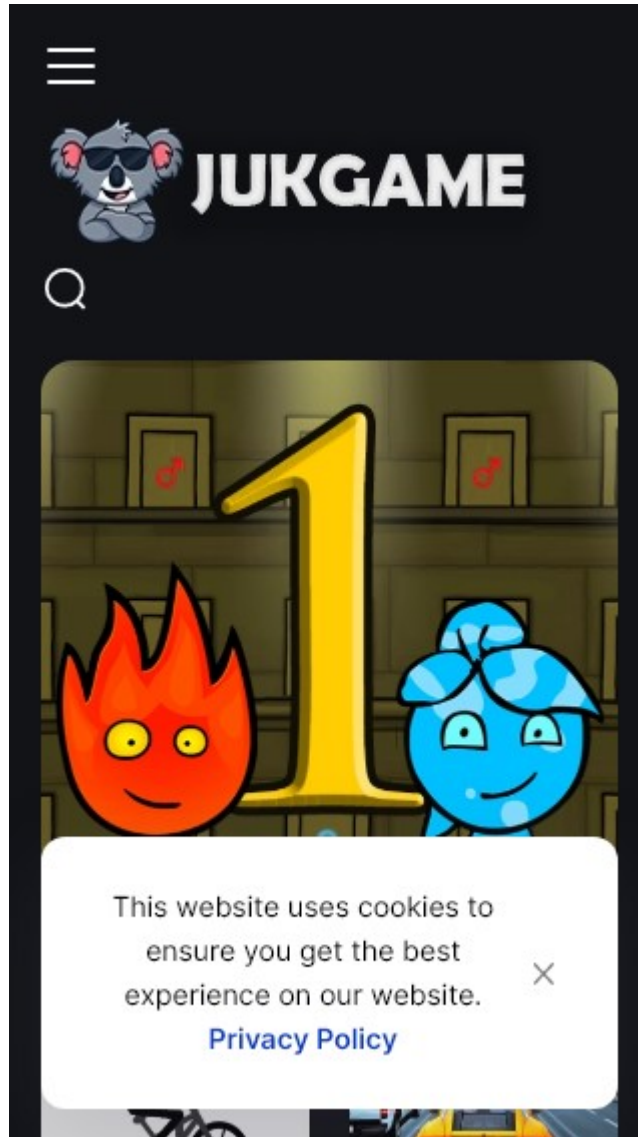 JUKGAME
1
This website uses cookies to
ensure you get the best
experience on our website.
Privacy Policy